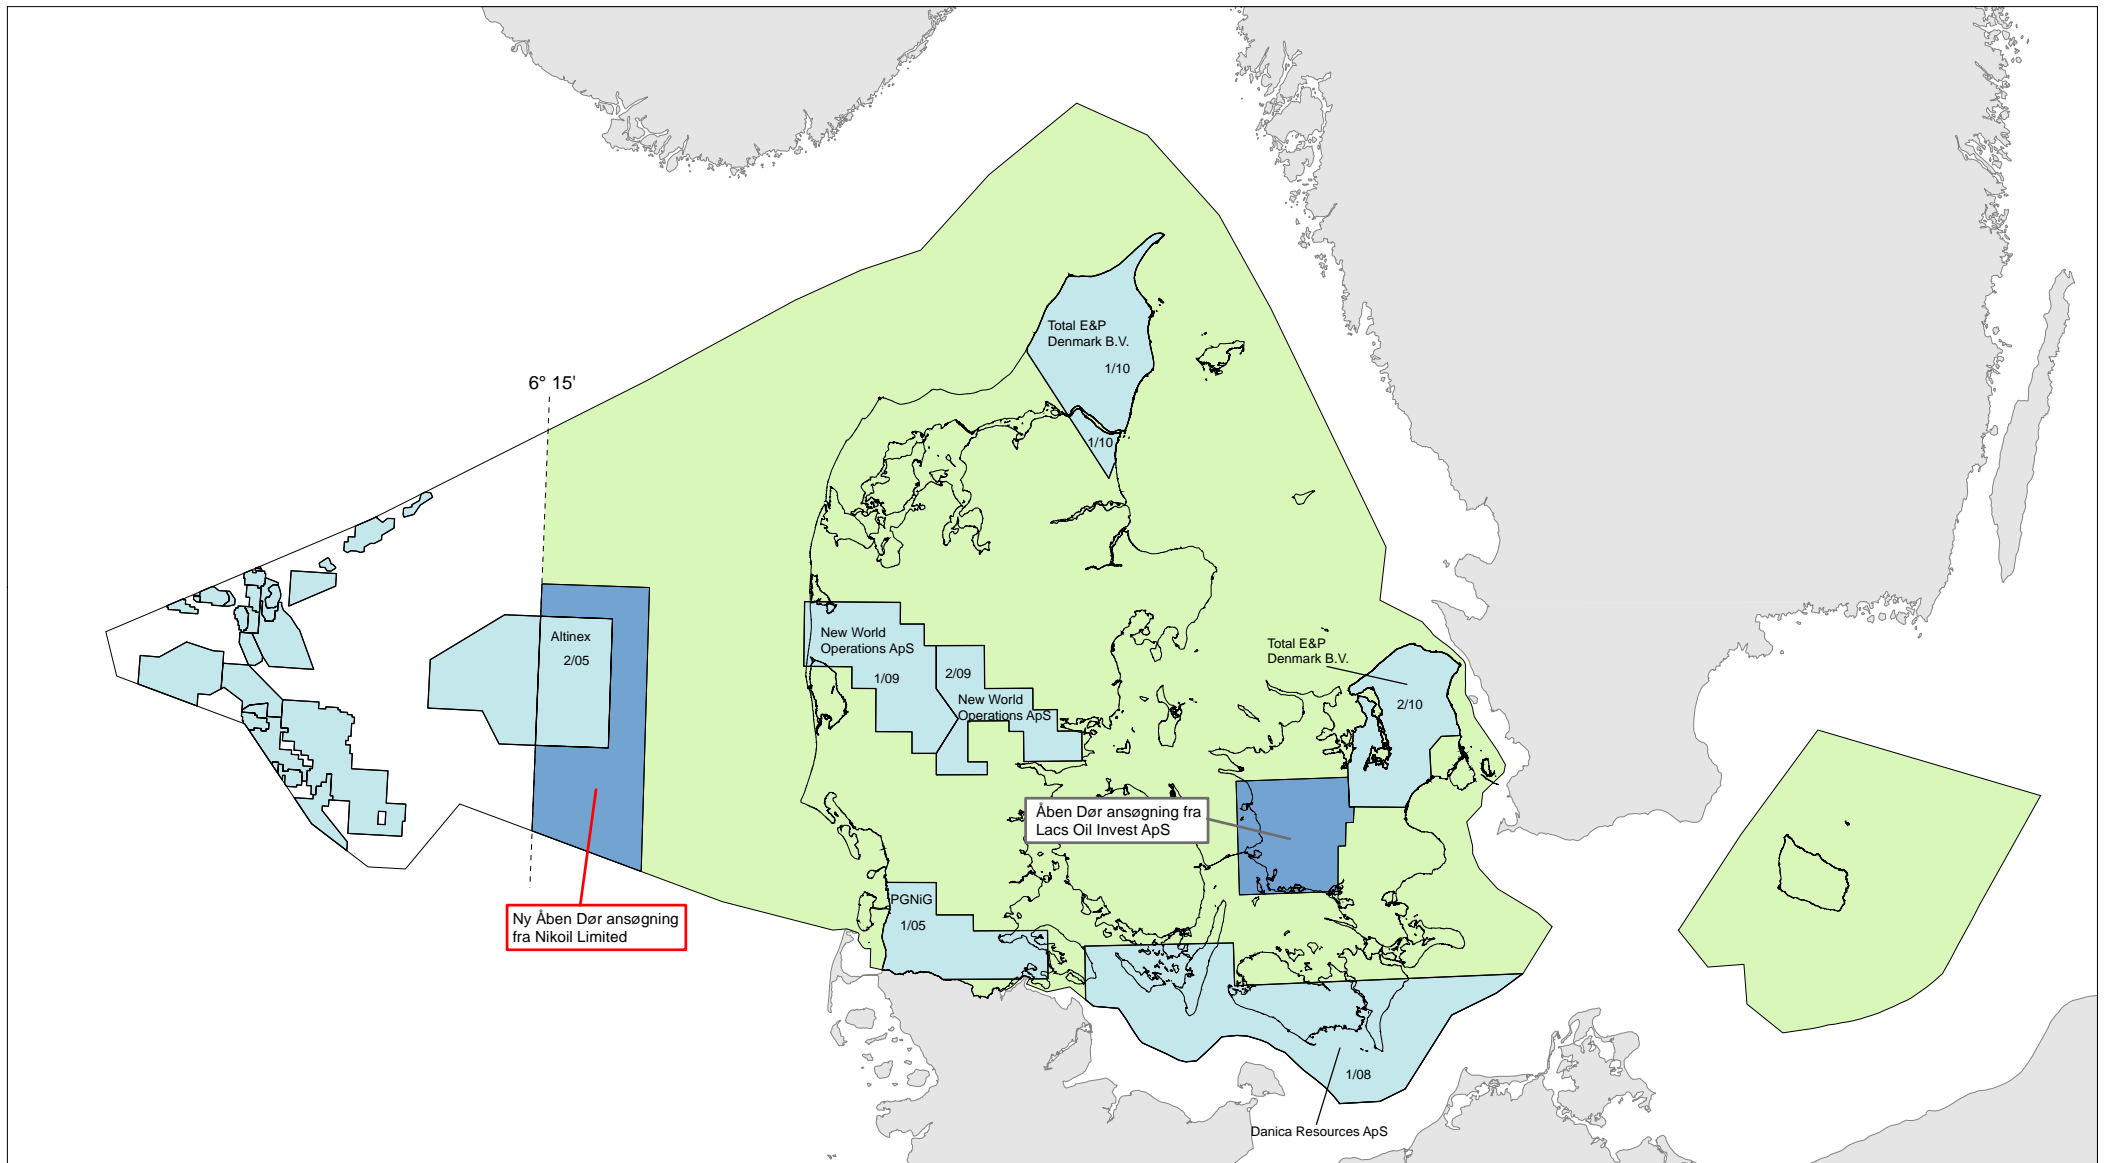 Total E&P
Denmark B.V.
1/10
1/10
6° 15'
Altinex
2/05
New World
Operations ApS
1/09
2/09
New World
Operations ApS
Total E&P
Denmark B.V.
2/10
Åben Dør ansøgning fra
Lacs Oil Invest ApS
Ny Åben Dør ansøgning
fra Nikoil Limited
PGNiG
1/05
1/08
Danica Resources ApS